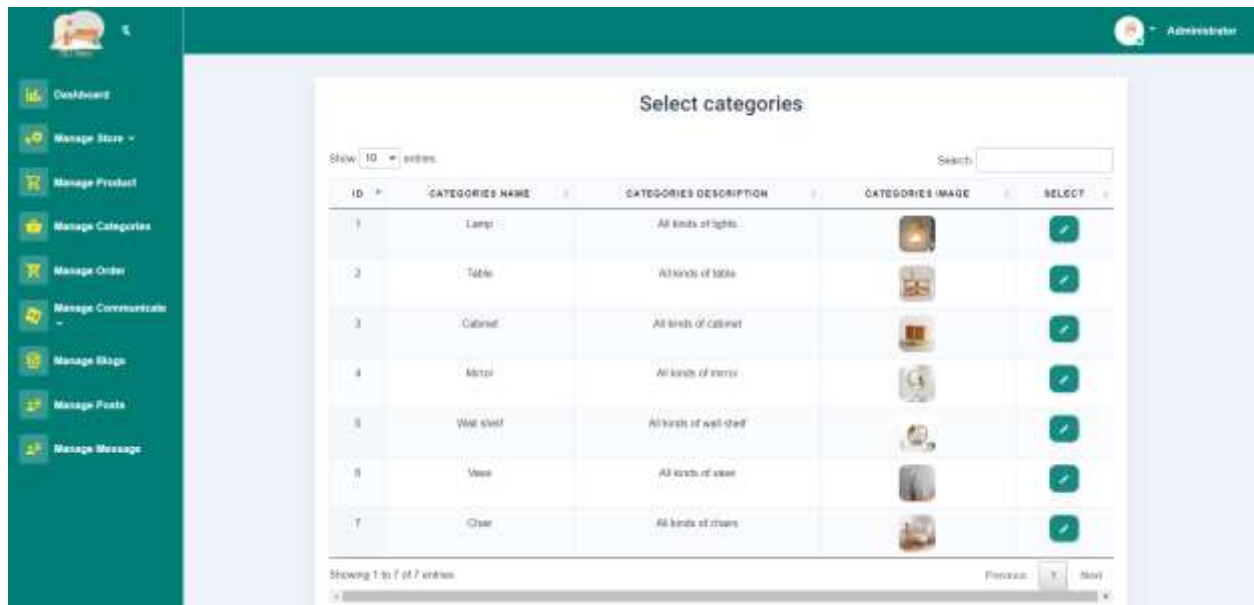 Administrator
Dashboard
Manage Store
Manage Product
Manage Categories
Manage Order
Manage Communicate
Manage Blogs
Manage Posts
Manage Message
Select categories
Show 10 entries
Search:
ID CATEGORIES NAME CATEGORIES DESCRIPTION CATEGORIES IMAGE SELECT
1 Lamp All kinds of lights
2 Table All kinds of table
3 Cabinet All kinds of cabinet
4 Mirror All kinds of mirror
5 Wall shelf All kinds of wall shelf
6 Vase All kinds of vase
7 Chair All kinds of chairs
Showing 1 to 7 of 7 entries
Previous 1 Next